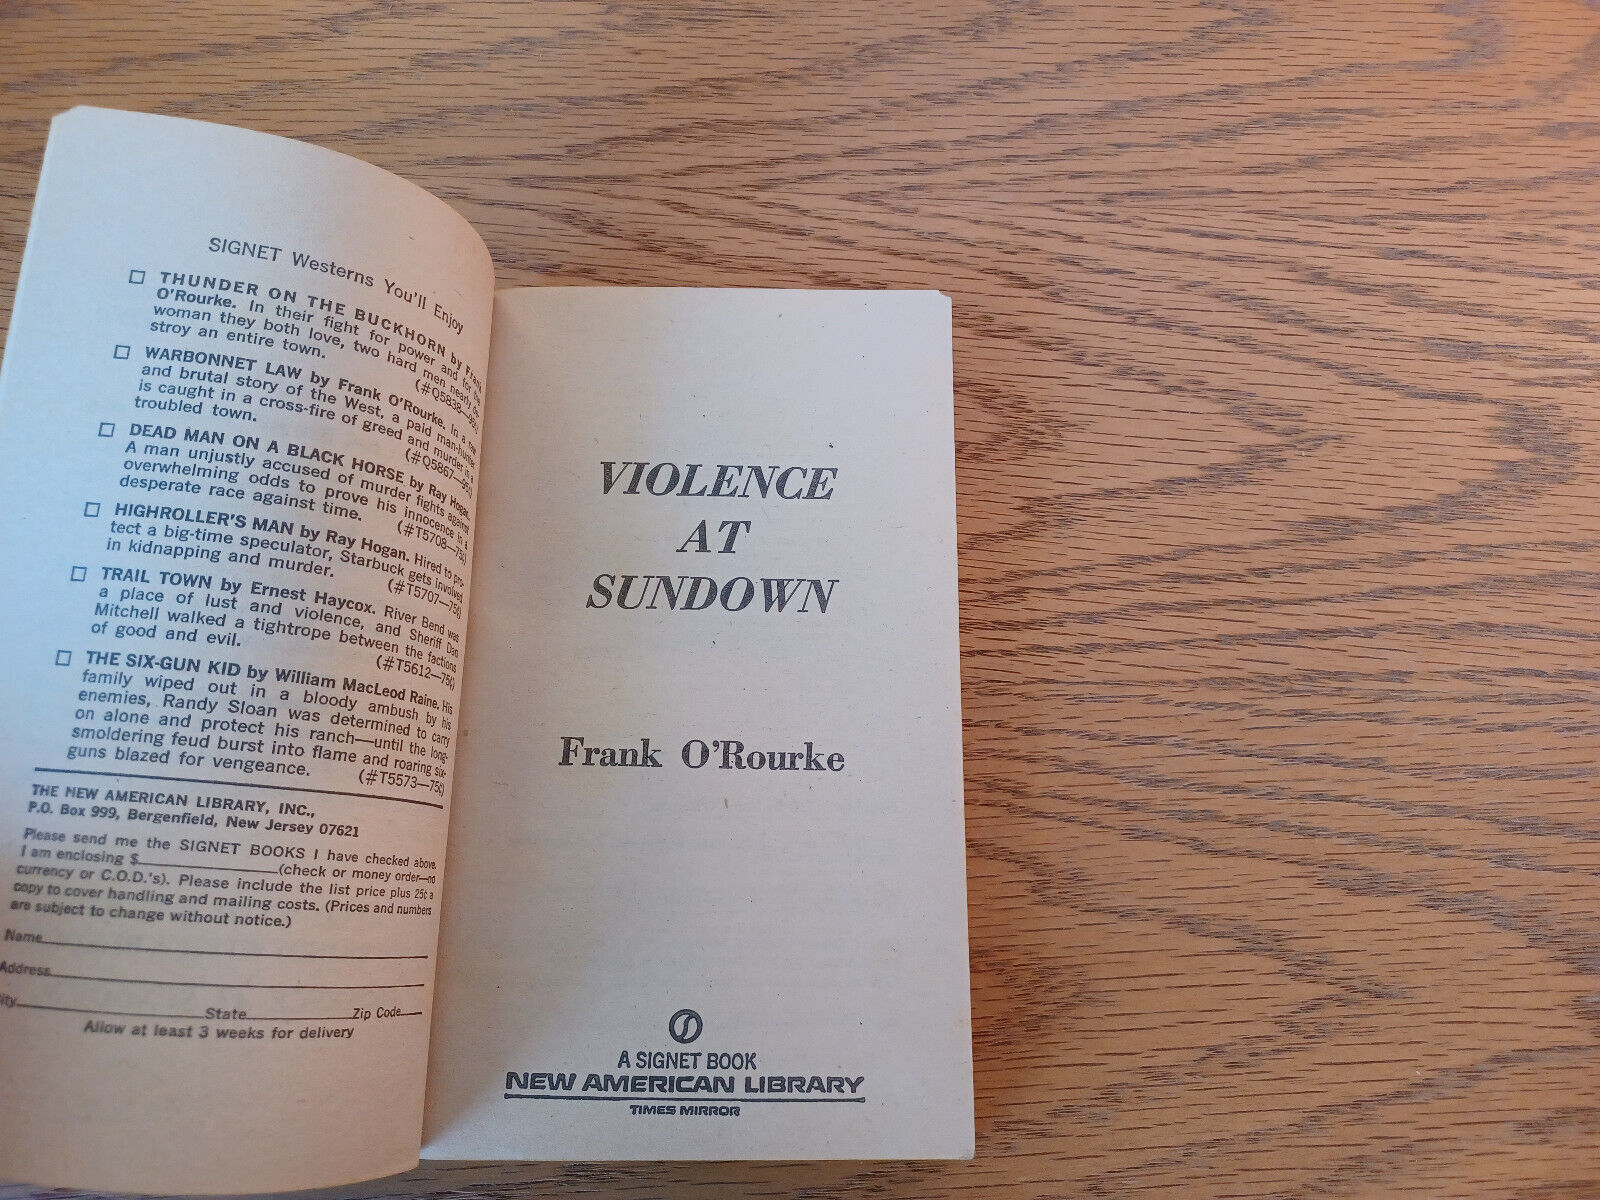 SIGNET Westerns You'll Enjoy
THUNDER ON THE BUCKHORN by Frank
O'Rourke. In their fight for power and for the
woman they both love, two hard men nearly de-
stroy an entire town. (#Q5838—95¢)
WARBONNET LAW by Frank O'Rourke. In a raw
and brutal story of the West, a paid man-hunter
is caught in a cross-fire of greed and murder in a
troubled town. (#Q5867—95¢)
DEAD MAN ON A BLACK HORSE by Ray Hogan.
A man unjustly accused of murder fights against
overwhelming odds to prove his innocence in a
desperate race against time. (#T5708—75¢)
HIGHROLLER'S MAN by Ray Hogan. Hired to pro-
tect a big-time speculator, Starbuck gets involved
in kidnapping and murder. (#T5707—75¢)
TRAIL TOWN by Ernest Haycox. River Bend was
a place of lust and violence, and Sheriff Dan
Mitchell walked a tightrope between the factions
of good and evil. (#T5612—75¢)
THE SIX-GUN KID by William MacLeod Raine. His
family wiped out in a bloody ambush by his
enemies, Randy Sloan was determined to carry
on alone and protect his ranch—until the long-
smoldering feud burst into flame and roaring six-
guns blazed for vengeance. (#T5573—75¢)
THE NEW AMERICAN LIBRARY, INC.,
P.O. Box 999, Bergenfield, New Jersey 07621
Please send me the SIGNET BOOKS I have checked above.
I am enclosing $____________(check or money order—no
currency or C.O.D.'s). Please include the list price plus 25¢ a
copy to cover handling and mailing costs. (Prices and numbers
are subject to change without notice.)
Name
Address
ity State Zip Code
Allow at least 3 weeks for delivery
VIOLENCE
AT
SUNDOWN
Frank O'Rourke
A SIGNET BOOK
NEW AMERICAN LIBRARY
TIMES MIRROR